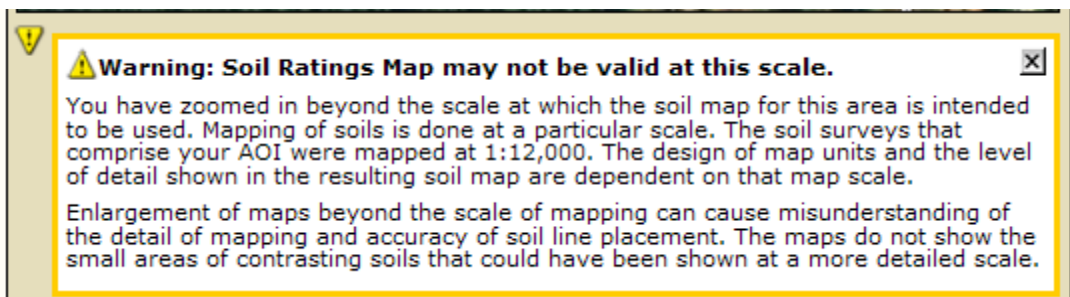 Warning: Soil Ratings Map may not be valid at this scale.
You have zoomed in beyond the scale at which the soil map for this area is intended
to be used. Mapping of soils is done at a particular scale. The soil surveys that
comprise your AOI were mapped at 1:12,000. The design of map units and the level
of detail shown in the resulting soil map are dependent on that map scale.
Enlargement of maps beyond the scale of mapping can cause misunderstanding of
the detail of mapping and accuracy of soil line placement. The maps do not show the
small areas of contrasting soils that could have been shown at a more detailed scale.